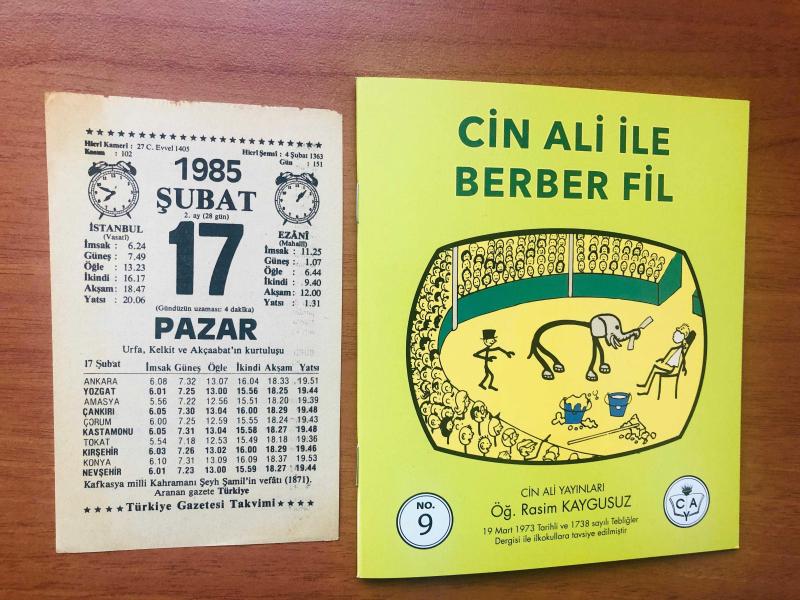 Hicrî Kamerî : 27 C. Evvel 1405
Kasım : 102
Hicrî Şemsî : 4 Şubat 1363
Gün : 151
1985
ŞUBAT
2. ay (28 gün)
17
(Gündüzün uzaması: 4 dakika)
PAZAR
İSTANBUL
(Vasatî)
İmsak : 6.24
Güneş : 7.49
Öğle : 13.23
İkindi : 16.17
Akşam : 18.47
Yatsı : 20.06
EZANÎ
(Mahallî)
İmsak : 11.25
Güneş : 1.07
Öğle : 6.44
İkindi : 9.40
Akşam : 12.00
Yatsı : 1.31
Urfa, Kelkit ve Akçaabat'ın kurtuluşu
17 Şubat İmsak Güneş Öğle İkindi Akşam Yatsı
ANKARA 6.08 7.32 13.07 16.04 18.33 19.51
YOZGAT 6.01 7.25 13.00 15.56 18.25 19.44
AMASYA 5.56 7.22 12.56 15.51 18.20 19.39
ÇANKIRI 6.05 7.30 13.04 16.00 18.29 19.48
ÇORUM 6.00 7.25 12.59 15.55 18.24 19.43
KASTAMONU 6.05 7.31 13.04 15.58 18.27 19.48
TOKAT 5.54 7.18 12.53 15.49 18.18 19.36
KIRŞEHİR 6.03 7.26 13.02 16.00 18.29 19.46
KONYA 6.10 7.31 13.09 16.09 18.37 19.53
NEVŞEHİR 6.01 7.23 13.00 15.59 18.27 19.44
Kafkasya milli Kahramanı Şeyh Şamil'in vefâtı (1871).
Aranan gazete Türkiye
Türkiye Gazetesi Takvimi
CİN ALİ İLE
BERBER FİL
CİN ALİ YAYINLARI
Öğ. Rasim KAYGUSUZ
19 Mart 1973 Tarihli ve 1738 sayılı Tebliğler
Dergisi ile ilkokullara tavsiye edilmiştir
NO.
9
C A
Y